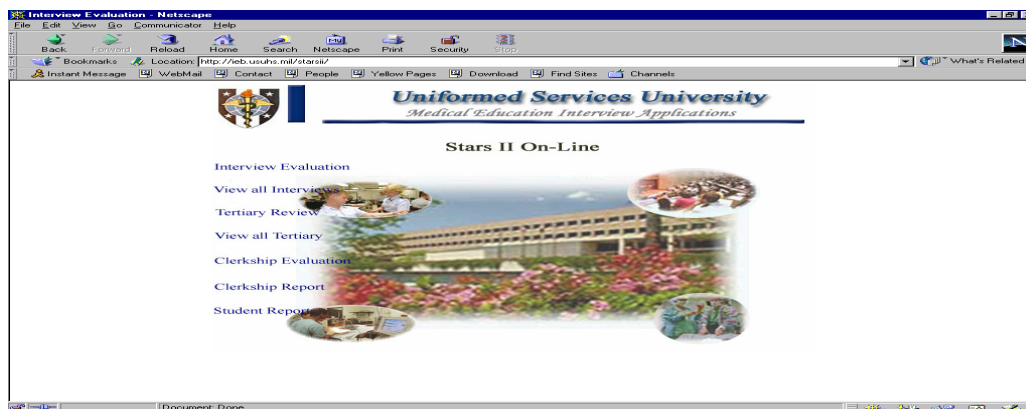 Interview Evaluation - Netscape
File Edit View Go Communicator Help
Back Forward Reload Home Search Netscape Print Security Stop
Bookmarks Location: http://ieb.usuhs.mil/starsii/ What's Related
Instant Message WebMail Contact People Yellow Pages Download Find Sites Channels
Uniformed Services University
Medical Education Interview Applications
Stars II On-Line
Interview Evaluation
View all Interviews
Tertiary Review
View all Tertiary
Clerkship Evaluation
Clerkship Report
Student Report
Document: Done